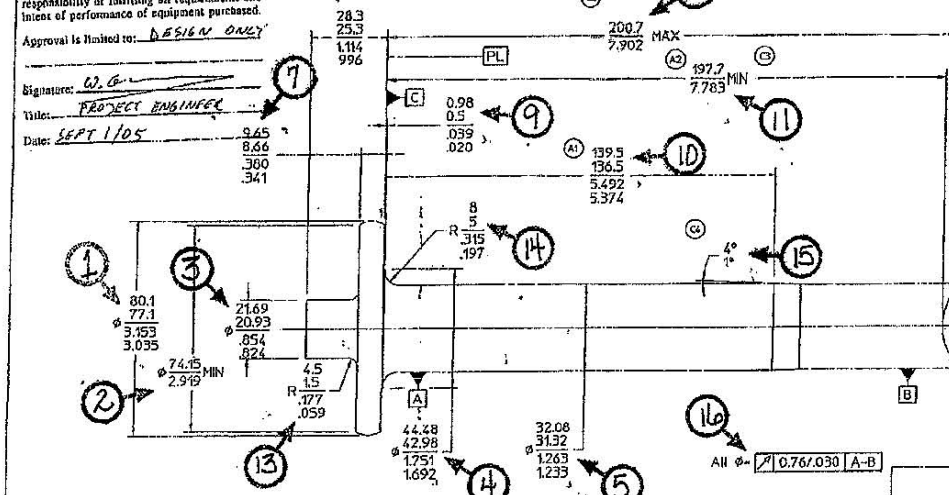 intent of performance of equipment purchased.
Approval is limited to: DESIGN ONLY
Signature: W.G
Title: PROJECT ENGINEER
Date: SEPT 1/05
28.3
25.3
1.114
996
200.7 MAX
7.902
A2
C3
PL
197.7 MIN
7.783
7
C
0.98
0.5
.039
.020
9
11
9.65
8.66
.380
.341
A1
139.5
136.5
5.492
5.374
10
8
R 5
.315
.197
14
C4
4°
1°
15
1
3
80.1
ø 77.1
3.153
3.035
21.69
ø 20.93
.854
.824
ø 74.15 MIN
2.919
2
4.5
R 1.5
.177
.059
13
A
B
44.48
ø 42.98
1.751
1.692
4
32.08
ø 31.32
1.263
1.233
5
16
All ø- 0.76/.030 A-B